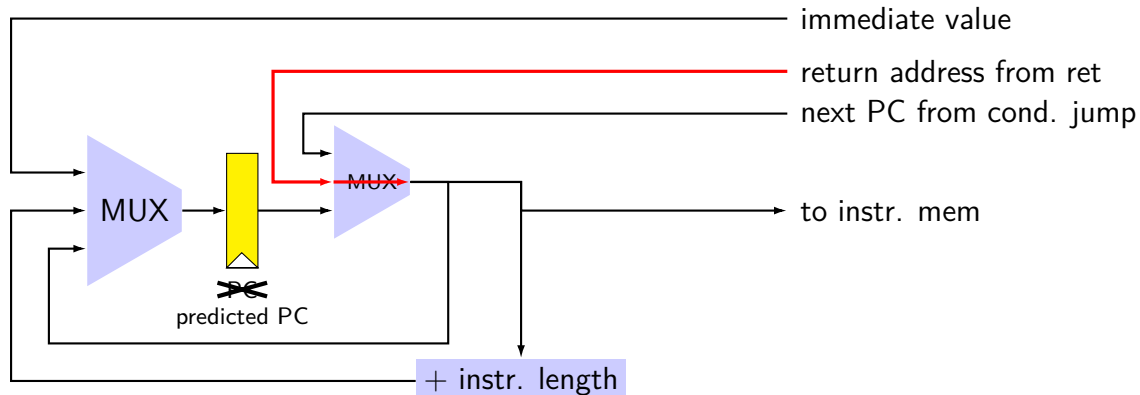 immediate value
return address from ret
next PC from cond. jump
MUX
MUX
to instr. mem
PC
predicted PC
+ instr. length